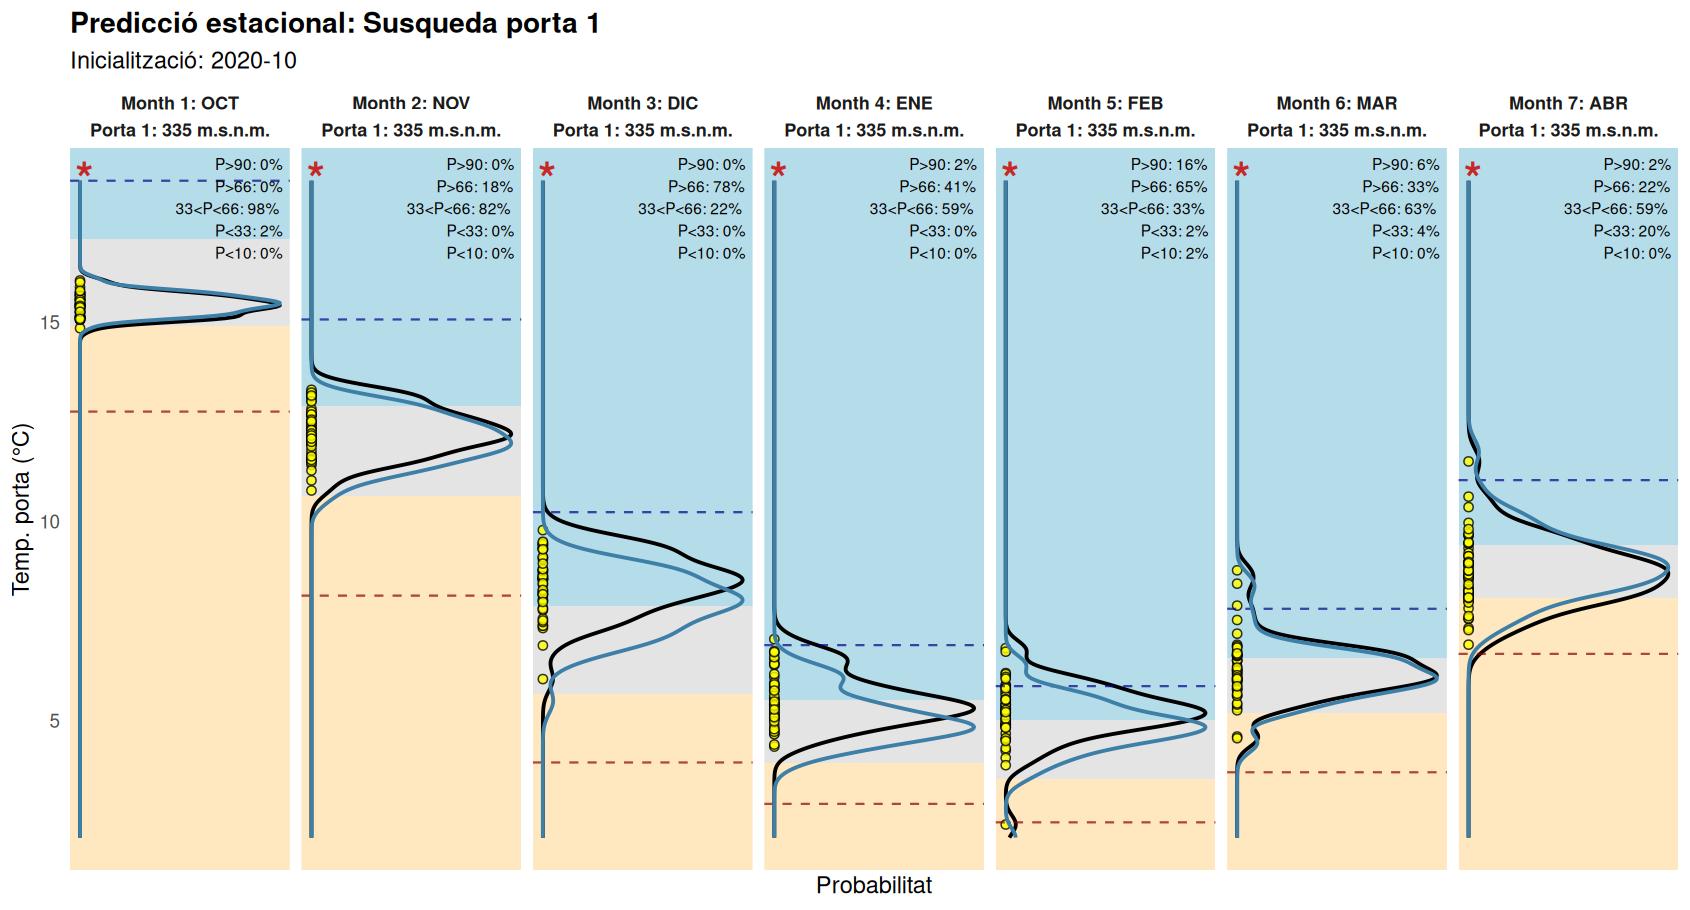 Predicció estacional: Susqueda porta 1
Inicialització: 2020-10
Month 1: OCT
Porta 1: 335 m.s.n.m.
Month 2: NOV
Porta 1: 335 m.s.n.m.
Month 3: DIC
Porta 1: 335 m.s.n.m.
Month 4: ENE
Porta 1: 335 m.s.n.m.
Month 5: FEB
Porta 1: 335 m.s.n.m.
Month 6: MAR
Porta 1: 335 m.s.n.m.
Month 7: ABR
Porta 1: 335 m.s.n.m.
*
P>90: 0%
P>66: 0%
33<P<66: 98%
P<33: 2%
P<10: 0%
*
P>90: 0%
P>66: 18%
33<P<66: 82%
P<33: 0%
P<10: 0%
*
P>90: 0%
P>66: 78%
33<P<66: 22%
P<33: 0%
P<10: 0%
*
P>90: 2%
P>66: 41%
33<P<66: 59%
P<33: 0%
P<10: 0%
*
P>90: 16%
P>66: 65%
33<P<66: 33%
P<33: 2%
P<10: 2%
*
P>90: 6%
P>66: 33%
33<P<66: 63%
P<33: 4%
P<10: 0%
*
P>90: 2%
P>66: 22%
33<P<66: 59%
P<33: 20%
P<10: 0%
15
10
5
Temp. porta (°C)
Probabilitat